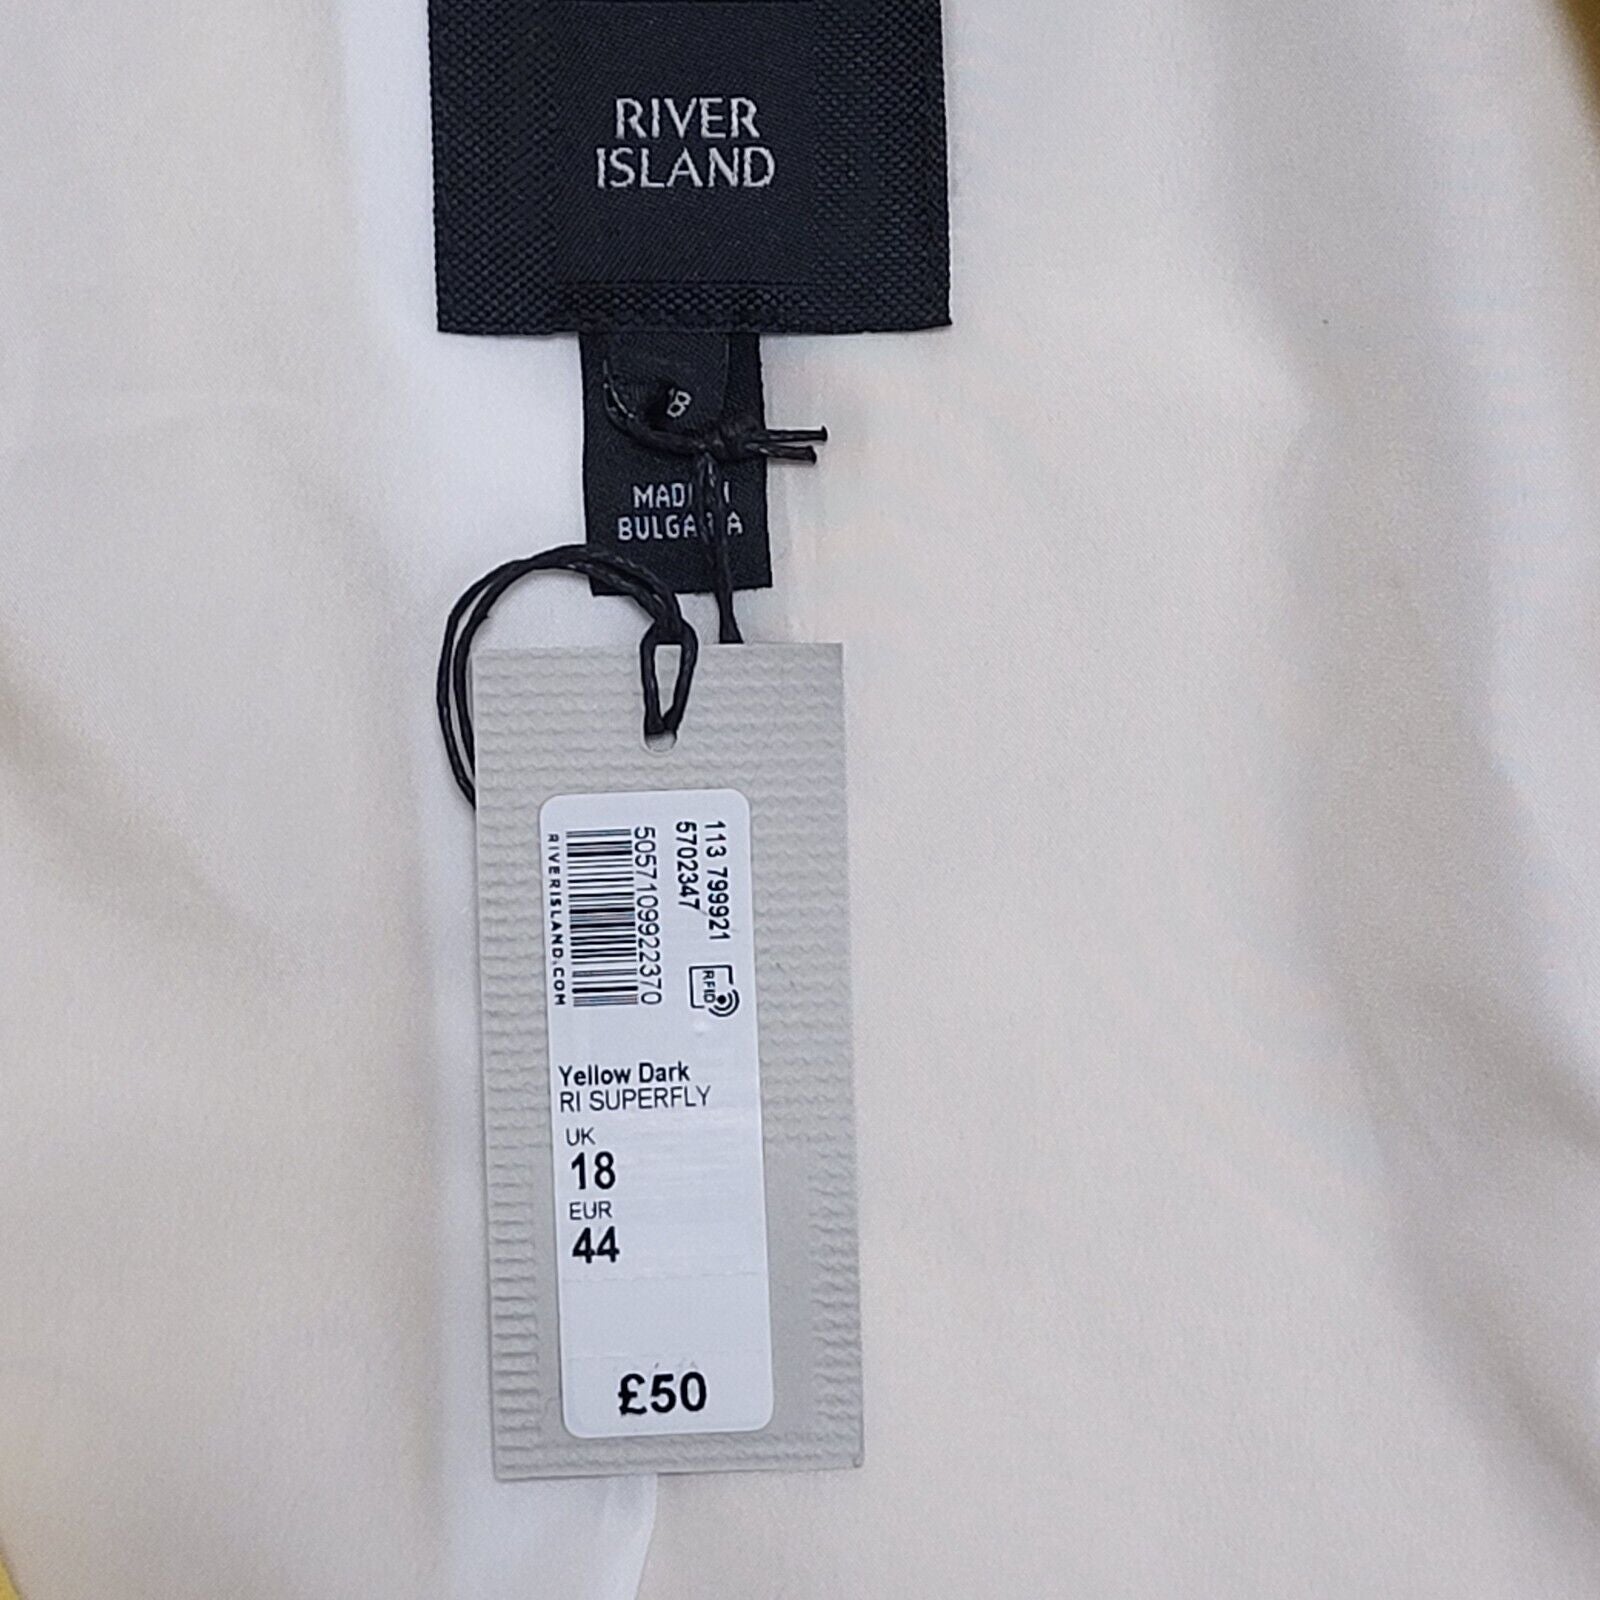 RIVER
ISLAND
18
MADE IN
BULGARIA
113 799921
5702347
RFID
5057109922370
RIVERISLAND.COM
Yellow Dark
RI SUPERFLY
UK
18
EUR
44
£50